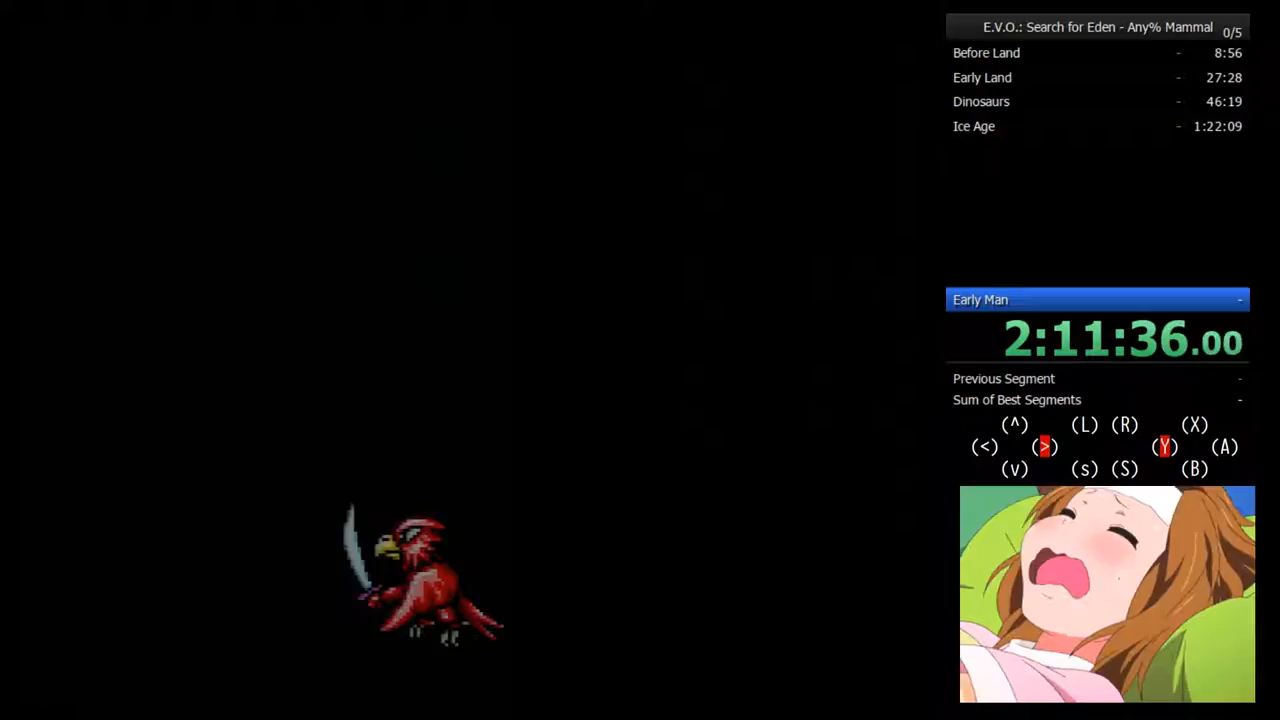 E.V.O.: Search for Eden - Any% Mammal 0/5
Before Land - 8:56
Early Land - 27:28
Dinosaurs - 46:19
Ice Age - 1:22:09
Early Man -
2:11:36.00
Previous Segment -
Sum of Best Segments -
(^) (L) (R) (X)
(<) (>) (Y) (A)
(v) (s) (S) (B)